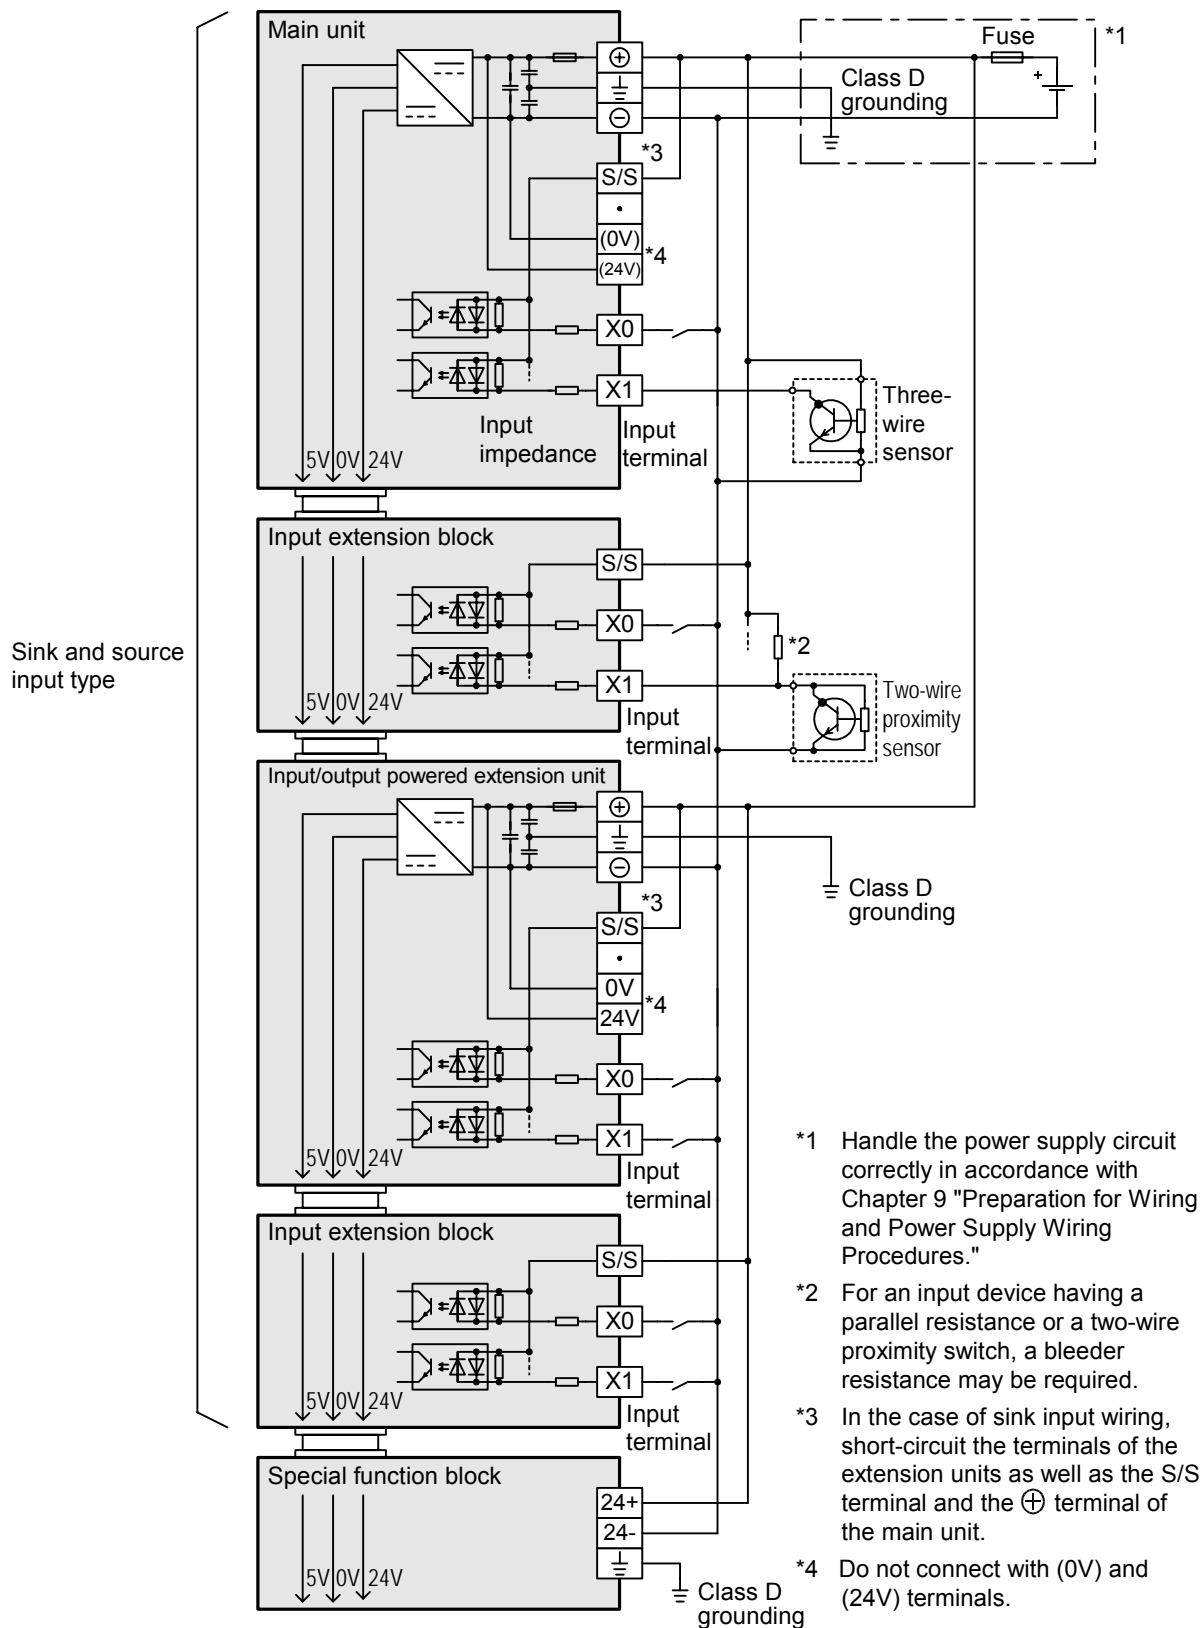 Main unit
Fuse
*1
Class D
grounding
+
*3
S/S
(0V)
*4
(24V)
X0
X1
Three-
wire
sensor
Input
impedance
Input
terminal
5V 0V 24V
Input extension block
S/S
X0
*2
X1
Two-wire
proximity
sensor
5V 0V 24V
Input
terminal
Sink and source
input type
Input/output powered extension unit
Class D
grounding
*3
S/S
0V
*4
24V
X0
X1
5V 0V 24V
Input
terminal
Input extension block
S/S
X0
X1
5V 0V 24V
Input
terminal
Special function block
24+
24-
5V 0V 24V
Class D
grounding
*1 Handle the power supply circuit
correctly in accordance with
Chapter 9 "Preparation for Wiring
and Power Supply Wiring
Procedures."
*2 For an input device having a
parallel resistance or a two-wire
proximity switch, a bleeder
resistance may be required.
*3 In the case of sink input wiring,
short-circuit the terminals of the
extension units as well as the S/S
terminal and the ⊕ terminal of
the main unit.
*4 Do not connect with (0V) and
(24V) terminals.